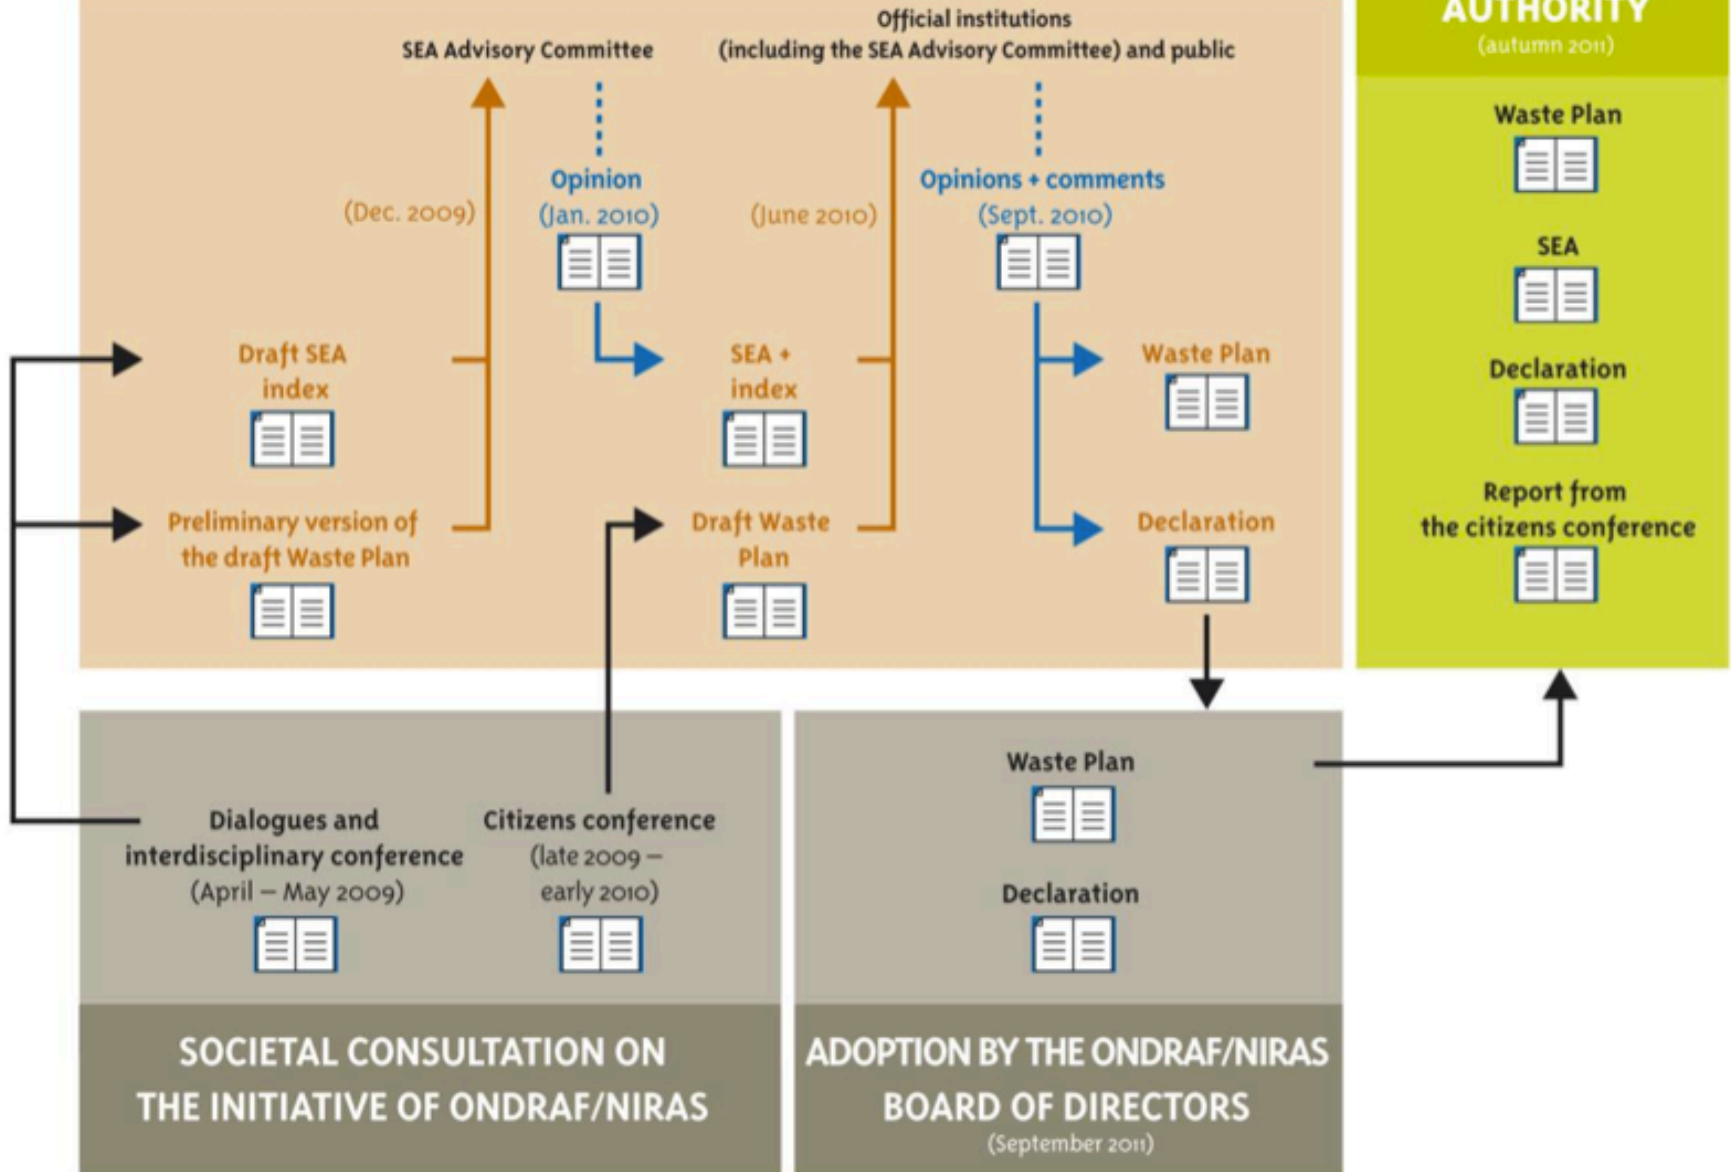 Official institutions
SEA Advisory Committee
(including the SEA Advisory Committee) and public
(Dec. 2009)
Opinion
(Jan. 2010)
(June 2010)
Opinions + comments
(Sept. 2010)
Draft SEA
index
SEA +
index
Waste Plan
Preliminary version of
the draft Waste Plan
Draft Waste
Plan
Declaration
AUTHORITY
(autumn 2011)
Waste Plan
SEA
Declaration
Report from
the citizens conference
Dialogues and
interdisciplinary conference
(April – May 2009)
Citizens conference
(late 2009 –
early 2010)
SOCIETAL CONSULTATION ON
THE INITIATIVE OF ONDRAF/NIRAS
Waste Plan
Declaration
ADOPTION BY THE ONDRAF/NIRAS
BOARD OF DIRECTORS
(September 2011)